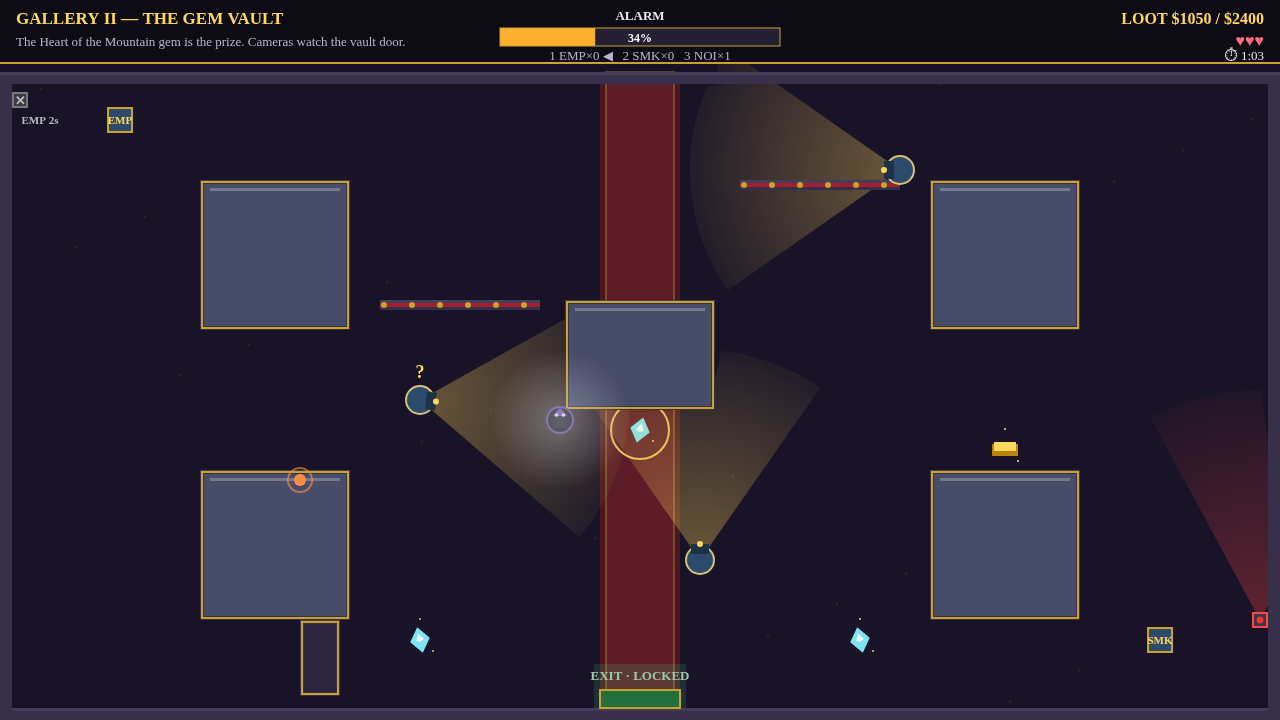 GALLERY II — THE GEM VAULT
The Heart of the Mountain gem is the prize. Cameras watch the vault door.
ALARM
34%
1 EMP×0 ◀ 2 SMK×0 3 NOI×1
LOOT $1050 / $2400
♥♥♥
⏱ 1:03
EMP 2s
EMP
?
SMK
EXIT · LOCKED